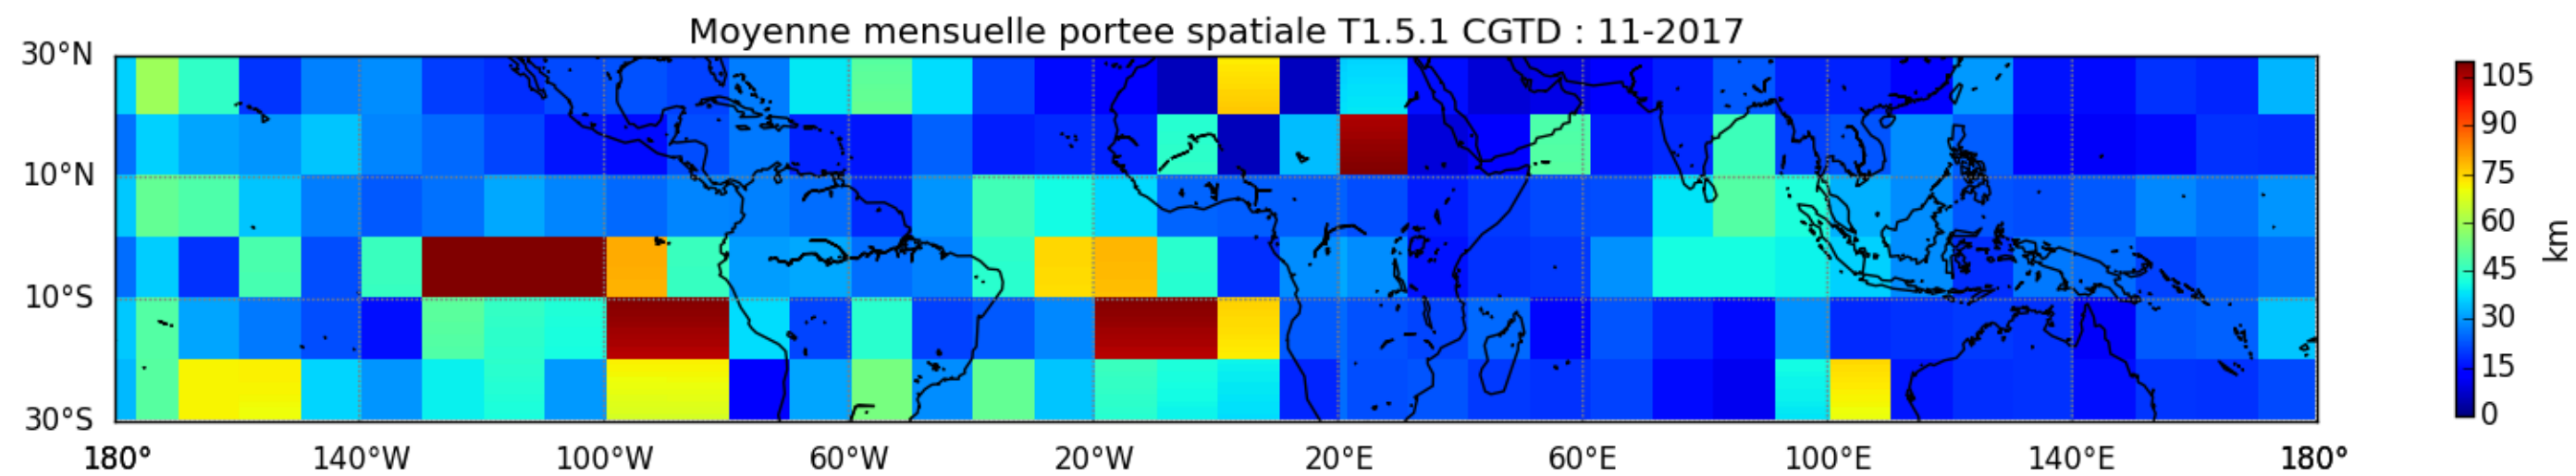 Moyenne mensuelle portee spatiale T1.5.1 CGTD : 11-2017
30°N
10°N
10°S
30°S
180° 140°W 100°W 60°W 20°W 20°E 60°E 100°E 140°E 180°
105
90
75
60
45
30
15
0
km